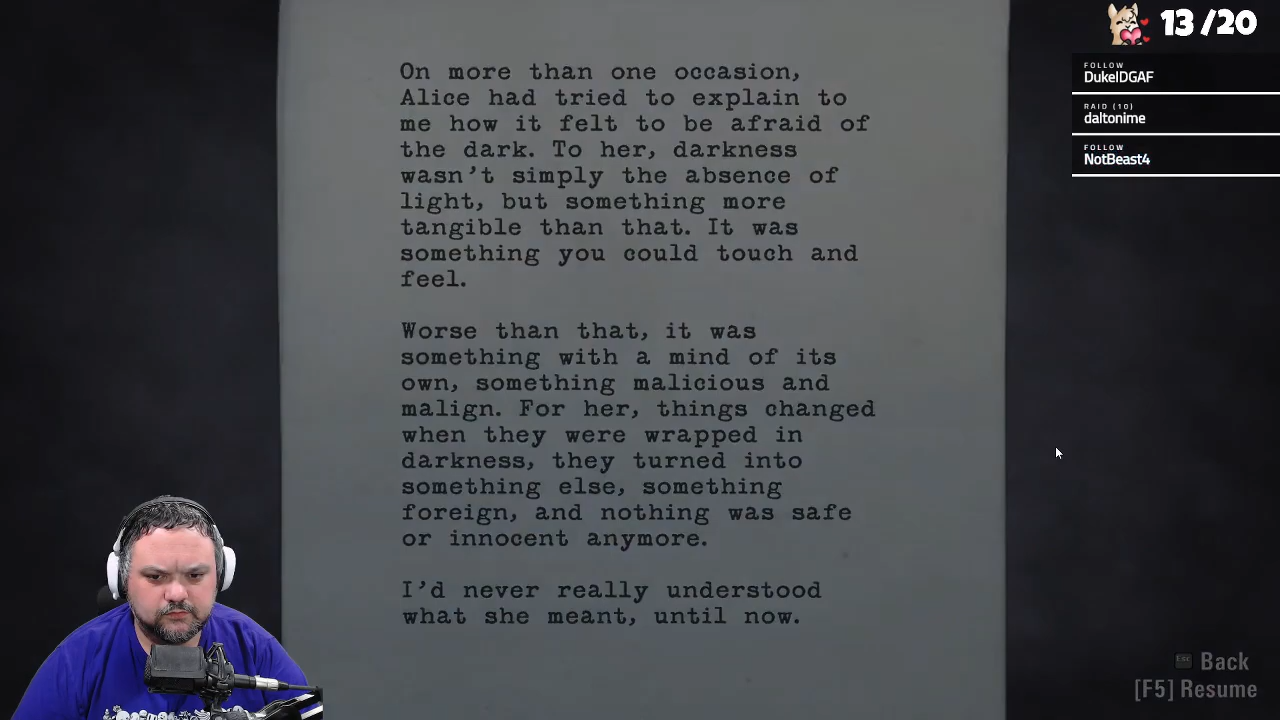 13/20
FOLLOW
DukeIDGAF
RAID (10)
daltonime
FOLLOW
NotBeast4
On more than one occasion,
Alice had tried to explain to
me how it felt to be afraid of
the dark. To her, darkness
wasn't simply the absence of
light, but something more
tangible than that. It was
something you could touch and
feel.
Worse than that, it was
something with a mind of its
own, something malicious and
malign. For her, things changed
when they were wrapped in
darkness, they turned into
something else, something
foreign, and nothing was safe
or innocent anymore.
I'd never really understood
what she meant, until now.
Esc Back
[F5] Resume